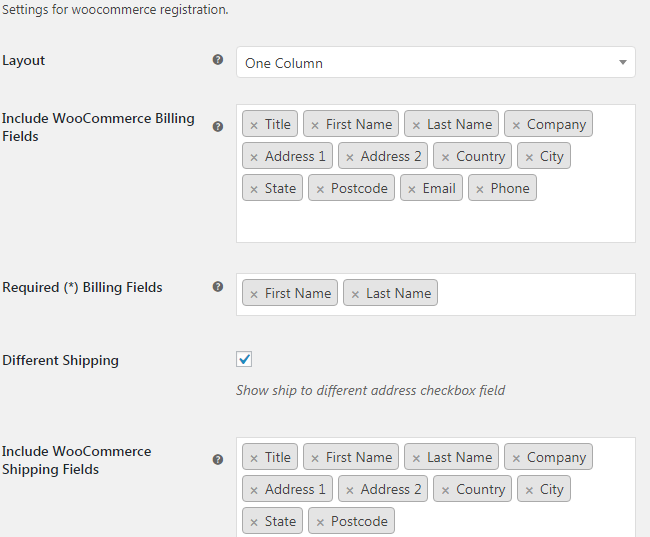 Settings for woocommerce registration.
Layout
One Column
Include WooCommerce Billing
Fields
× Title × First Name × Last Name × Company
× Address 1 × Address 2 × Country × City
× State × Postcode × Email × Phone
Required (*) Billing Fields
× First Name × Last Name
Different Shipping
Show ship to different address checkbox field
Include WooCommerce
Shipping Fields
× Title × First Name × Last Name × Company
× Address 1 × Address 2 × Country × City
× State × Postcode